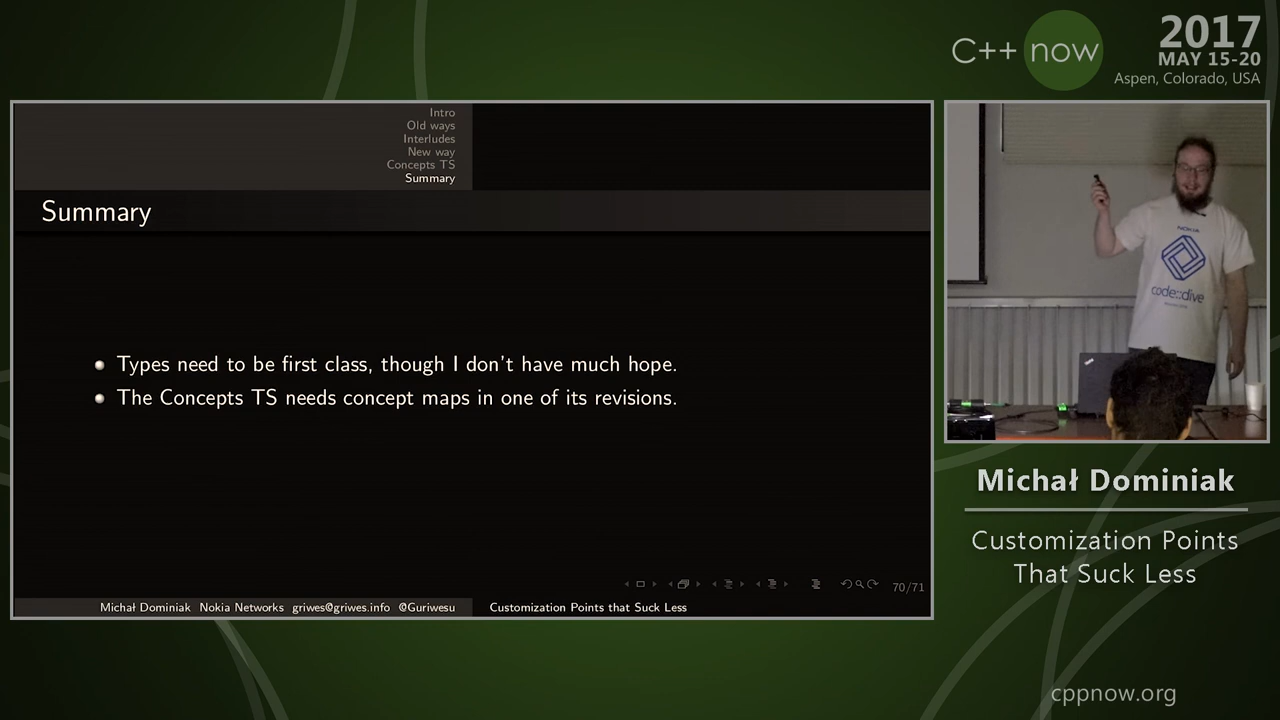 C++ now
2017
MAY 15-20
Aspen, Colorado, USA
Intro
Old ways
Interludes
New way
Concepts TS
Summary
Summary
• Types need to be first class, though I don't have much hope.
• The Concepts TS needs concept maps in one of its revisions.
70/71
Michał Dominiak Nokia Networks griwes@griwes.info @Guriwesu
Customization Points that Suck Less
NOKIA
code::dive
Michał Dominiak
Customization Points
That Suck Less
cppnow.org